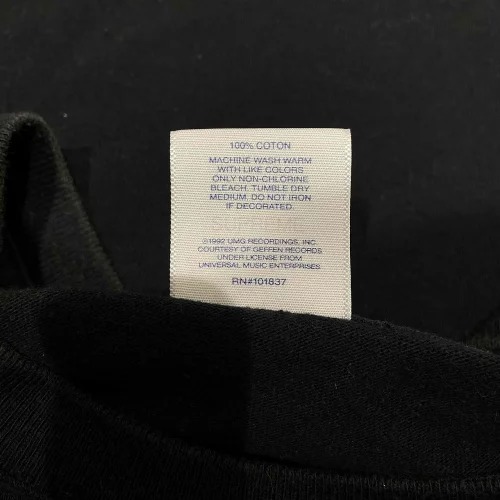 100% COTON
MACHINE WASH WARM
WITH LIKE COLORS
ONLY NON-CHLORINE
BLEACH. TUMBLE DRY
MEDIUM. DO NOT IRON
IF DECORATED.
©1992 UMG RECORDINGS, INC.
COURTESY OF GEFFEN RECORDS
UNDER LICENSE FROM
UNIVERSAL MUSIC ENTERPRISES
RN#101837